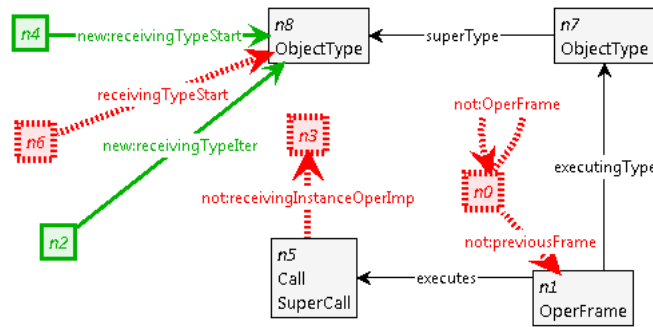 n4
new:receivingTypeStart
n8
ObjectType
superType
n7
ObjectType
receivingTypeStart
not:OperFrame
n6
n3
new:receivingTypeIter
executingType
n0
not:receivingInstanceOperImp
n2
not:previousFrame
n5
Call
SuperCall
executes
n1
OperFrame